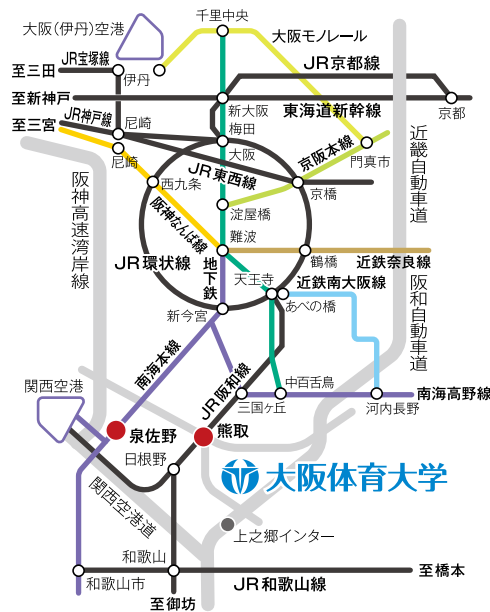 千里中央
大阪(伊丹)空港
大阪モノレール
JR宝塚線
JR京都線
至三田
伊丹
至新神戸
新大阪
東海道新幹線
京都
JR神戸線
至三宮
尼崎
梅田
大阪
京阪本線
尼崎
門真市
近畿自動車道
JR東西線
西九条
京橋
阪神高速湾岸線
阪神なんば線
淀屋橋
難波
鶴橋
近鉄奈良線
JR環状線
地下鉄
天王寺
近鉄南大阪線
阪和自動車道
あべの橋
新今宮
南海本線
JR阪和線
関西空港
中百舌鳥
三国ヶ丘
河内長野
南海高野線
泉佐野
熊取
日根野
大阪体育大学
関西空港道
上之郷インター
和歌山
和歌山市
JR和歌山線
至橋本
至御坊